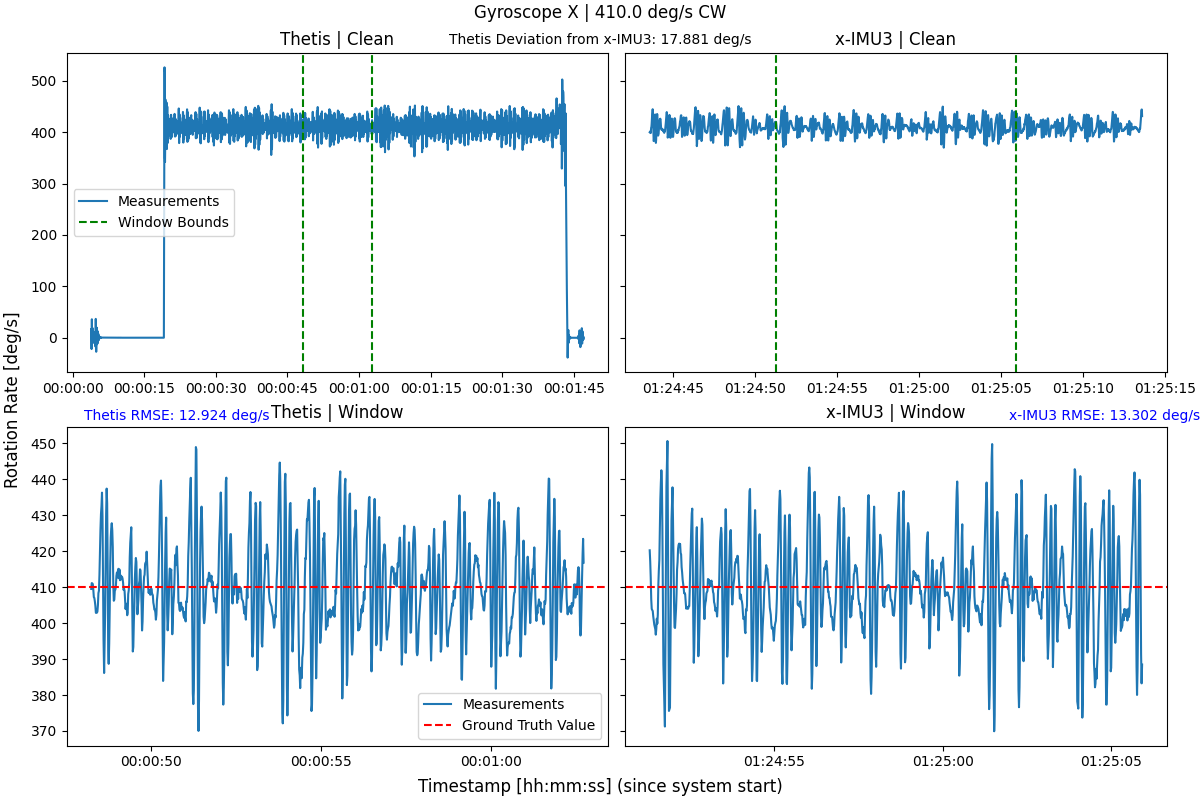 Gyroscope X | 410.0 deg/s CW
Thetis | Clean
Thetis Deviation from x-IMU3: 17.881 deg/s
x-IMU3 | Clean
500
400
300
200
100
0
Measurements
Window Bounds
00:00:00 00:00:15 00:00:30 00:00:45 00:01:00 00:01:15 00:01:30 00:01:45
01:24:45 01:24:50 01:24:55 01:25:00 01:25:05 01:25:10 01:25:15
Rotation Rate [deg/s]
Thetis RMSE: 12.924 deg/s
Thetis | Window
x-IMU3 | Window
x-IMU3 RMSE: 13.302 deg/s
450
440
430
420
410
400
390
380
370
Measurements
Ground Truth Value
00:00:50 00:00:55 00:01:00
01:24:55 01:25:00 01:25:05
Timestamp [hh:mm:ss] (since system start)